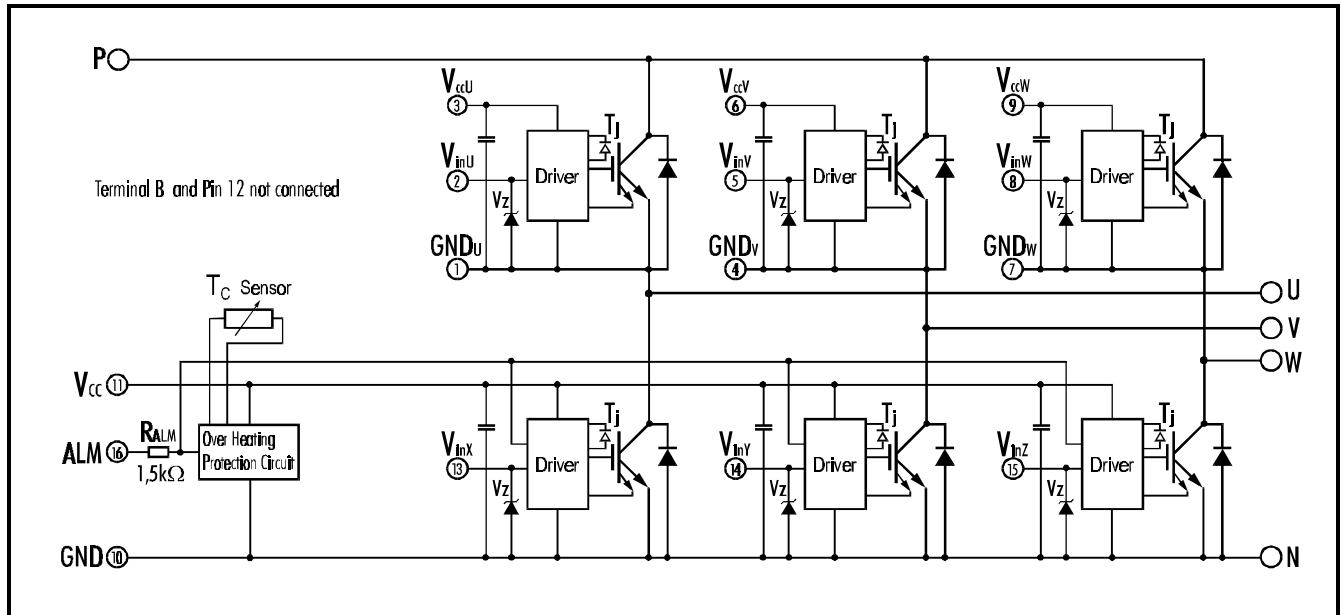 P
VccU
3
VinU
2
GNDU
1
Driver
Tj
Vz
VccV
6
VinV
5
GNDV
4
Driver
Tj
Vz
VccW
9
VinW
8
GNDW
7
Driver
Tj
Vz
Terminal B and Pin 12 not connected
TC Sensor
U
V
W
VCC 11
RALM
ALM 16
1,5kΩ
Over Heating
Protection Circuit
VinX
13
Driver
Tj
Vz
VinY
14
Driver
Tj
Vz
VinZ
15
Driver
Tj
Vz
GND 10
N